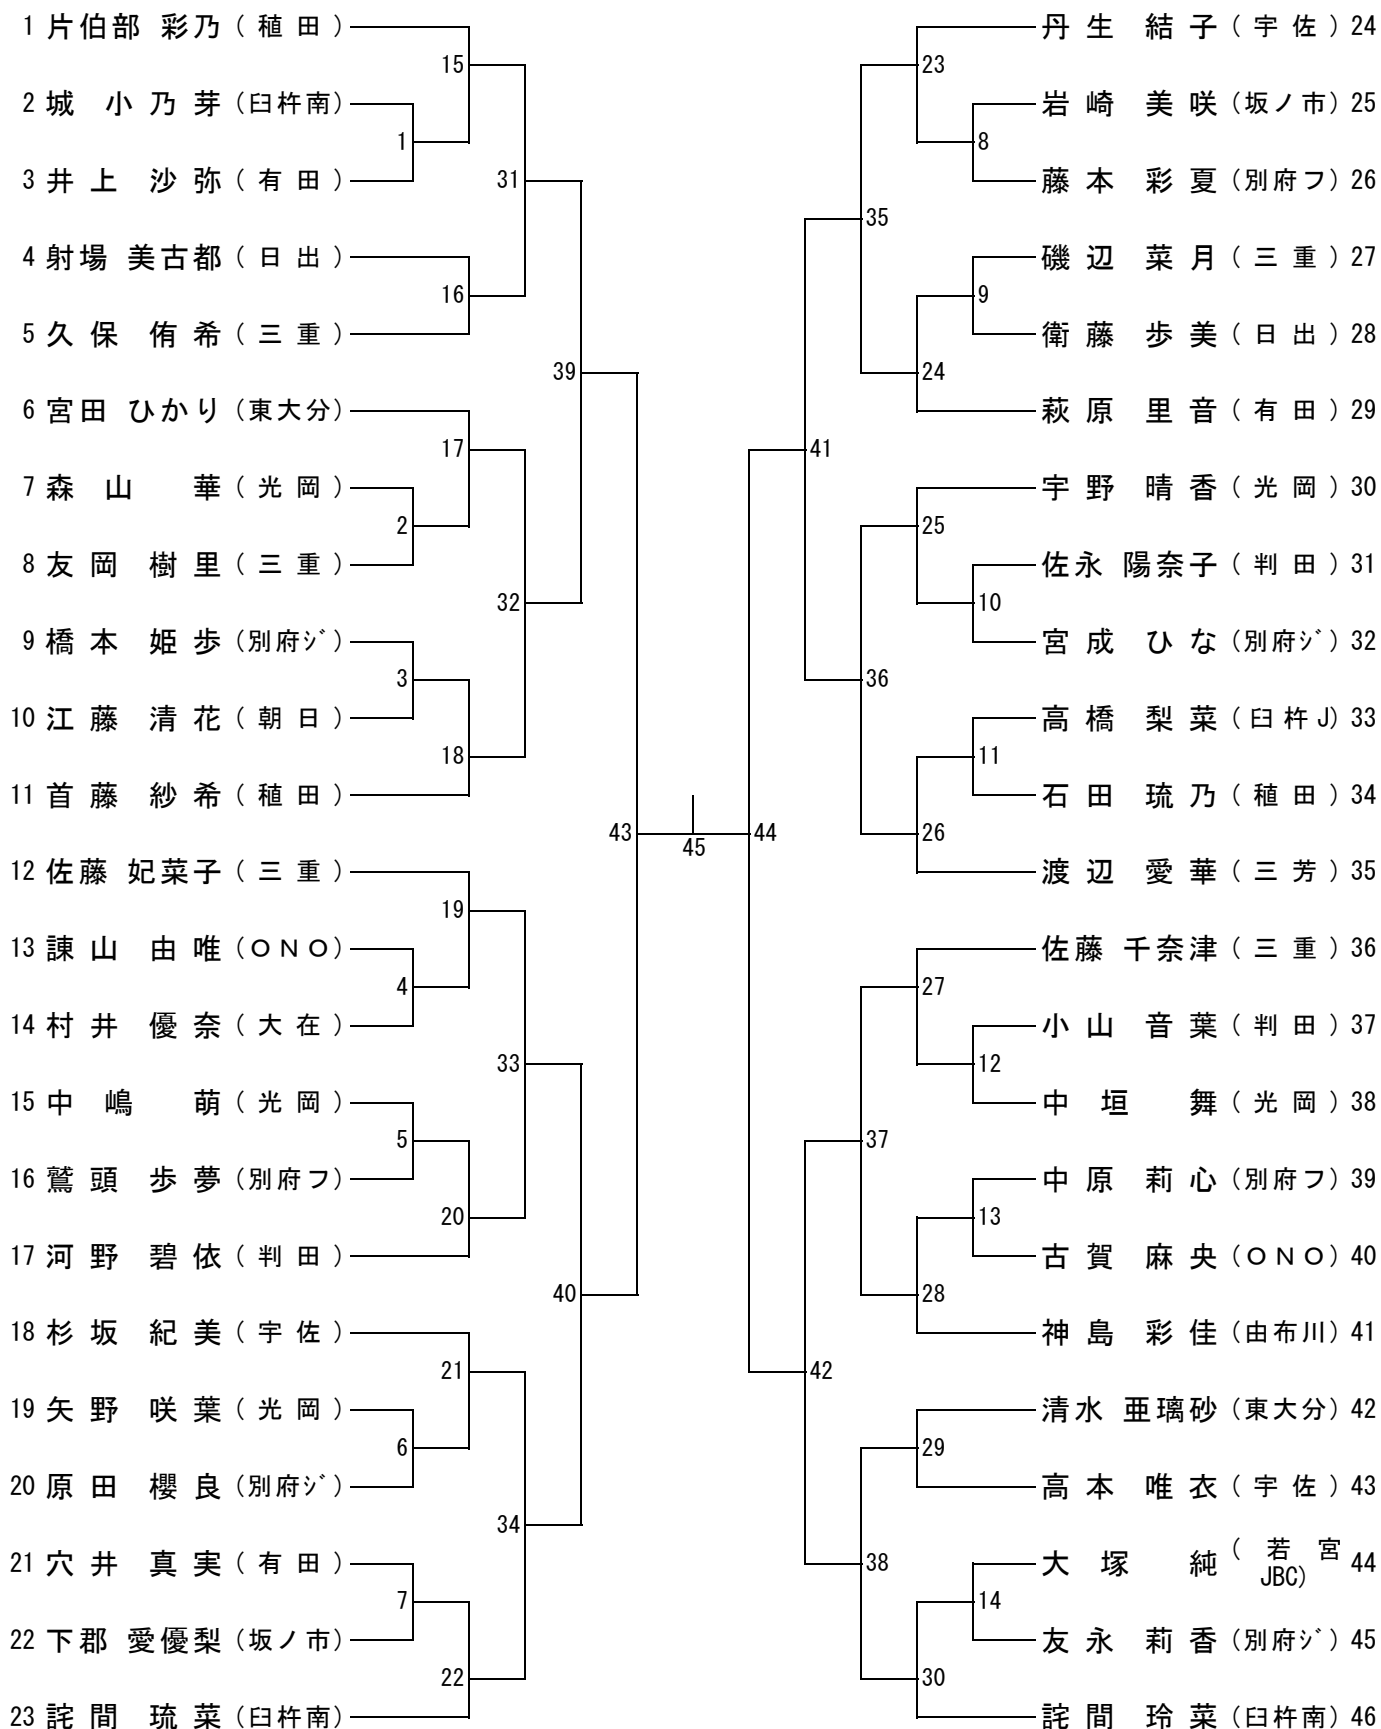 1 片伯部 彩乃 ( 稙 田 )
15
2 城 小 乃 芽 (臼杵南)
1
3 井 上 沙 弥 ( 有 田 )
31
4 射場 美古都 ( 日 出 )
16
5 久 保 侑 希 ( 三 重 )
39
6 宮田 ひかり (東大分)
17
7 森 山 華 ( 光 岡 )
2
8 友 岡 樹 里 ( 三 重 )
32
9 橋 本 姫 歩 (別府ｼﾞ)
3
10 江 藤 清 花 ( 朝 日 )
18
11 首 藤 紗 希 ( 稙 田 )
43
12 佐藤 妃菜子 ( 三 重 )
19
13 諌 山 由 唯 (ＯＮＯ)
4
14 村 井 優 奈 ( 大 在 )
33
15 中 嶋 萌 ( 光 岡 )
5
16 鷲 頭 歩 夢 (別府フ)
20
17 河 野 碧 依 ( 判 田 )
40
18 杉 坂 紀 美 ( 宇 佐 )
21
19 矢 野 咲 葉 ( 光 岡 )
6
20 原 田 櫻 良 (別府ｼﾞ)
34
21 穴 井 真 実 ( 有 田 )
7
22 下郡 愛優梨 (坂ノ市)
22
23 詫 間 琉 菜 (臼杵南)
45
丹 生 結 子 ( 宇 佐 ) 24
23
岩 崎 美 咲 (坂ノ市) 25
8
藤 本 彩 夏 (別府フ) 26
35
磯 辺 菜 月 ( 三 重 ) 27
9
衛 藤 歩 美 ( 日 出 ) 28
24
萩 原 里 音 ( 有 田 ) 29
41
宇 野 晴 香 ( 光 岡 ) 30
25
佐永 陽奈子 ( 判 田 ) 31
10
宮 成 ひ な (別府ｼﾞ) 32
36
高 橋 梨 菜 (臼 杵 J) 33
11
石 田 琉 乃 ( 稙 田 ) 34
26
44
渡 辺 愛 華 ( 三 芳 ) 35
佐藤 千奈津 ( 三 重 ) 36
27
小 山 音 葉 ( 判 田 ) 37
12
中 垣 舞 ( 光 岡 ) 38
37
中 原 莉 心 (別府フ) 39
13
古 賀 麻 央 (ＯＮＯ) 40
28
神 島 彩 佳 (由布川) 41
42
清水 亜璃砂 (東大分) 42
29
高 本 唯 衣 ( 宇 佐 ) 43
38
大 塚 純 ( 若 宮
JBC) 44
14
友 永 莉 香 (別府ｼﾞ) 45
30
詫 間 玲 菜 (臼杵南) 46